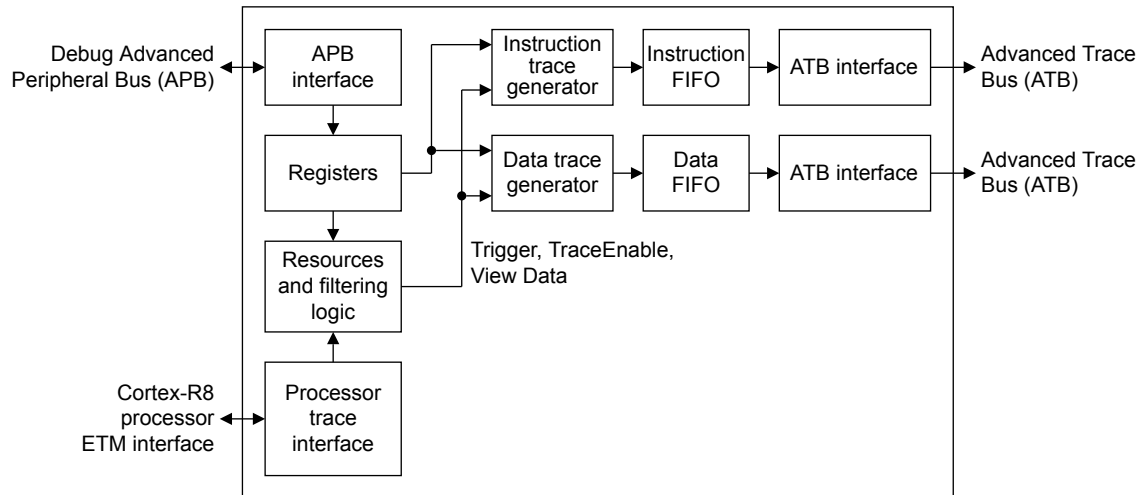 Debug Advanced
Peripheral Bus (APB)
APB
interface
Instruction
trace
generator
Instruction
FIFO
ATB interface
Advanced Trace
Bus (ATB)
Registers
Data trace
generator
Data
FIFO
ATB interface
Advanced Trace
Bus (ATB)
Resources
and filtering
logic
Trigger, TraceEnable,
View Data
Cortex-R8
processor
ETM interface
Processor
trace
interface